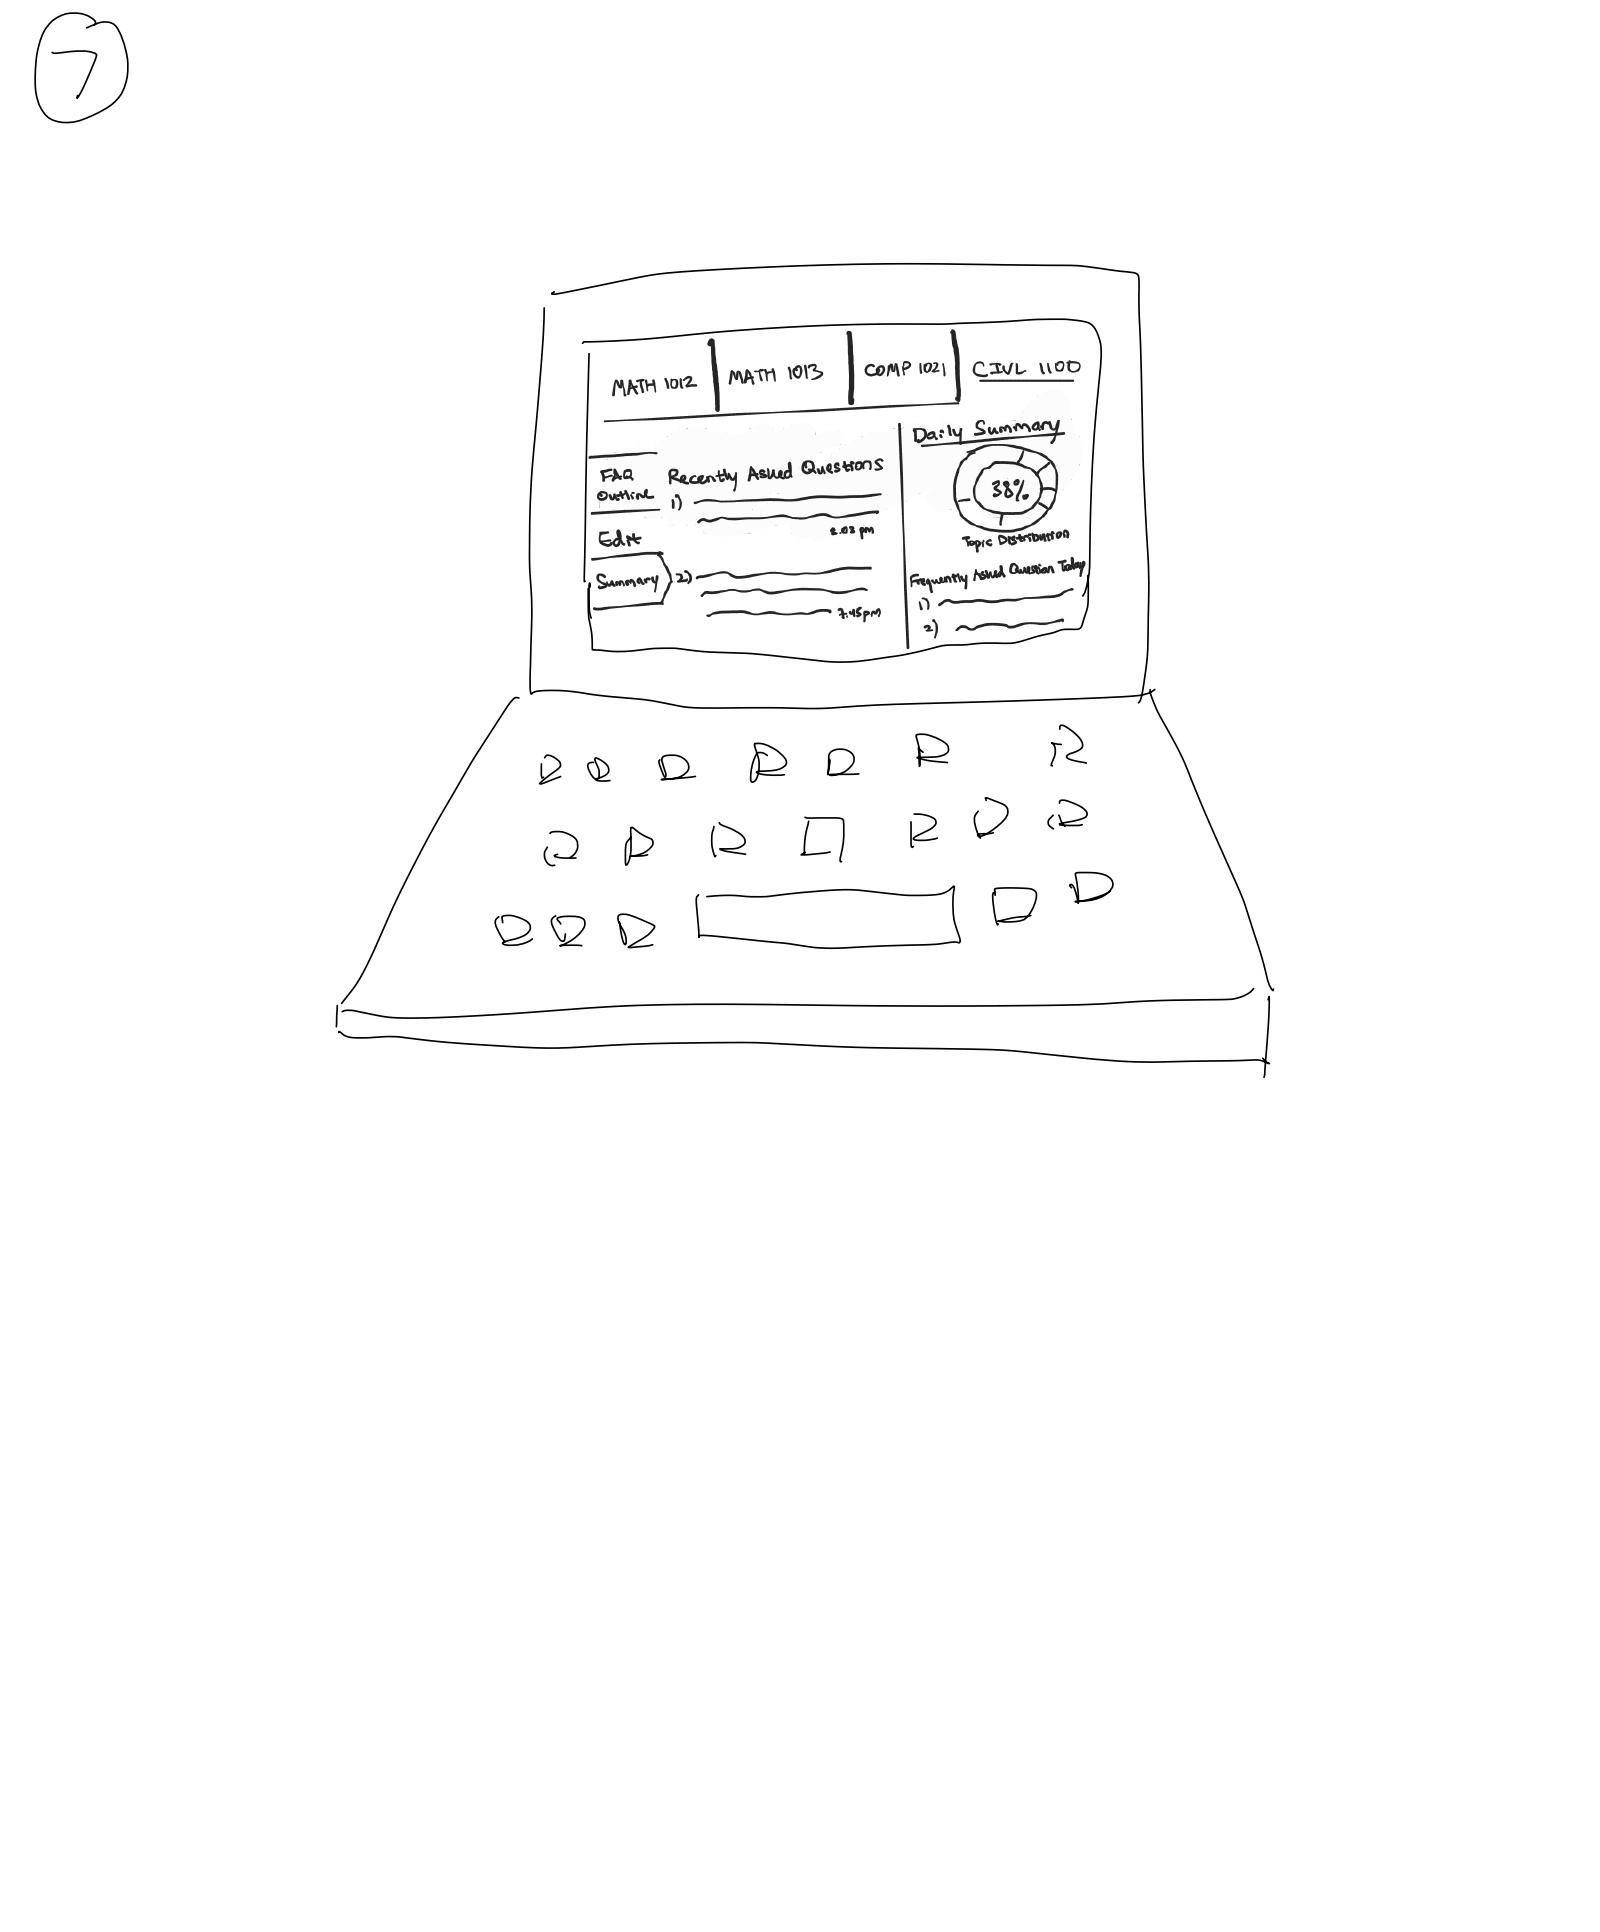 7
MATH 1012
MATH 1013
COMP 1021
CIVL 1100
FAQ
Outline
Edit
Summary
Recently Asked Questions
1)
8.03 pm
2)
7.45pm
Daily Summary
38%
Topic Distribution
Frequently Asked Question Today
1)
2)